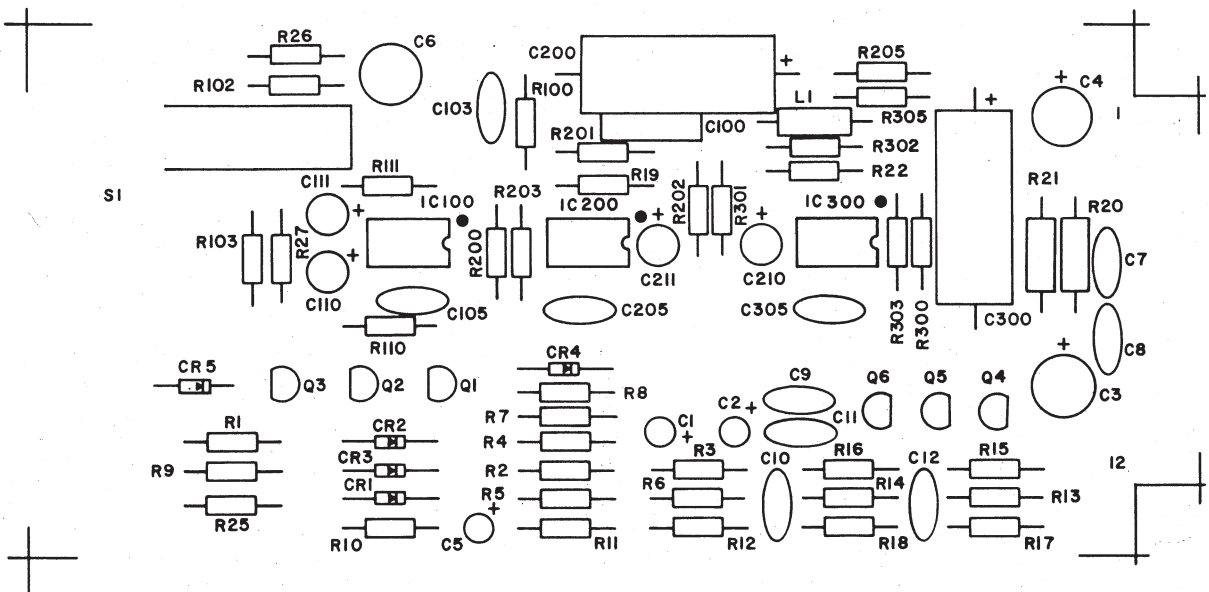 R26
C6
C200
+
R205
R102
R100
C4
+
C103
L1
+
R305
1
R201
C100
R302
R111
R19
R22
S1
C111
+
IC100
R203
IC200
+
R202
R301
+
IC300
R21
R20
R103
R27
+
R200
C211
C210
C7
C110
C105
C205
C305
R303
R300
C300
R110
C8
CR4
+
CR5
Q3
Q2
Q1
R8
C9
Q6
Q5
Q4
C3
R7
C1
C2
+
C11
R1
CR2
R4
+
R3
R16
R15
R9
CR3
R2
C10
C12
CR1
R5
R6
R14
R13
12
R25
+
R10
C5
R11
R12
R18
R17